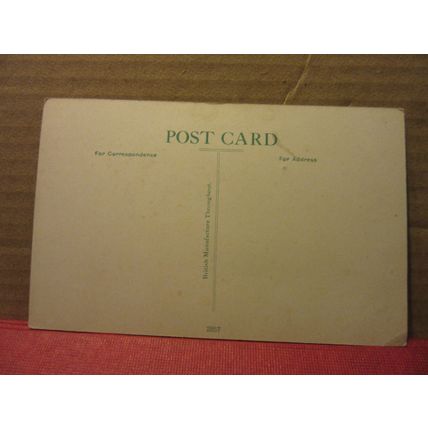 POST CARD
For Correspondence
For Address
British Manufacture Throughout.
2857